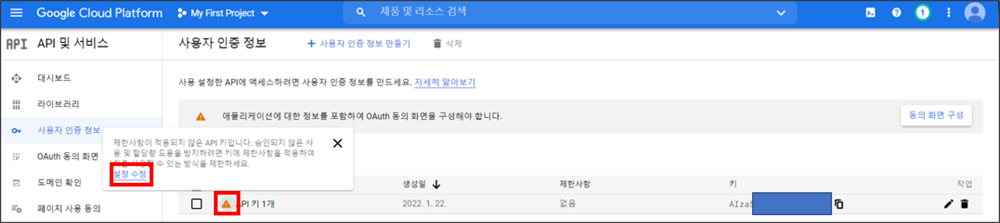 Google Cloud Platform
My First Project
제품 및 리소스 검색
1
API
API 및 서비스
사용자 인증 정보
+ 사용자 인증 정보 만들기
삭제
대시보드
라이브러리
사용자 인증 정보
OAuth 동의 화면
도메인 확인
페이지 사용 동의
사용 설정한 API에 액세스하려면 사용자 인증 정보를 만드세요. 자세히 알아보기
애플리케이션에 대한 정보를 포함하여 OAuth 동의 화면을 구성해야 합니다.
동의 화면 구성
제한사항이 적용되지 않은 API 키입니다. 승인되지 않은 사
용 및 할당량 도용을 방지하려면 키에 제한사항을 적용하여
수 있는 방식을 제한하세요.
설정 수정
생성일 제한사항 키 작업
API 키 1개 2022. 1. 22. 없음 AIzaS